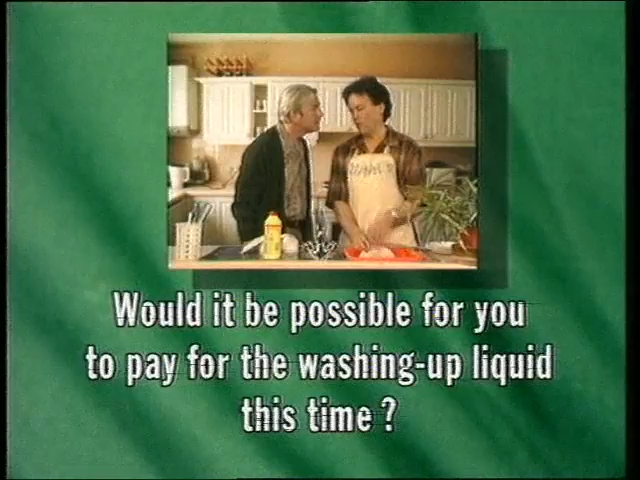 Would it be possible for you
to pay for the washing-up liquid
this time ?